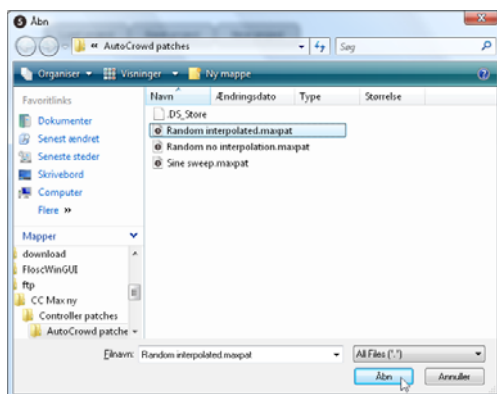 Åbn
« AutoCrowd patches
Søg
Organiser
Visninger
Ny mappe
Favoritlinks
Navn
Ændringsdato
Type
Størrelse
Dokumenter
Senest ændret
Seneste steder
Skrivebord
Computer
Flere »
.DS_Store
Random interpolated.maxpat
Random no interpolation.maxpat
Sine sweep.maxpat
Mapper
download
FloscWinGUI
ftp
CC Max ny
Controller patches
AutoCrowd patche
Filnavn:
Random interpolated.maxpat
All Files (*.*)
Åbn
Annuller